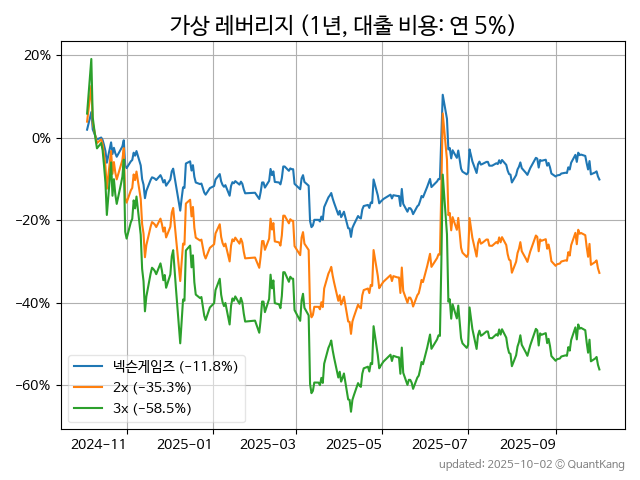 가상 레버리지 (1년, 대출 비용: 연 5%)
20%
0%
−20%
−40%
−60%
넥슨게임즈 (−11.8%)
2x (−35.3%)
3x (−58.5%)
2024-11 2025-01 2025-03 2025-05 2025-07 2025-09
updated: 2025-10-02 © QuantKang